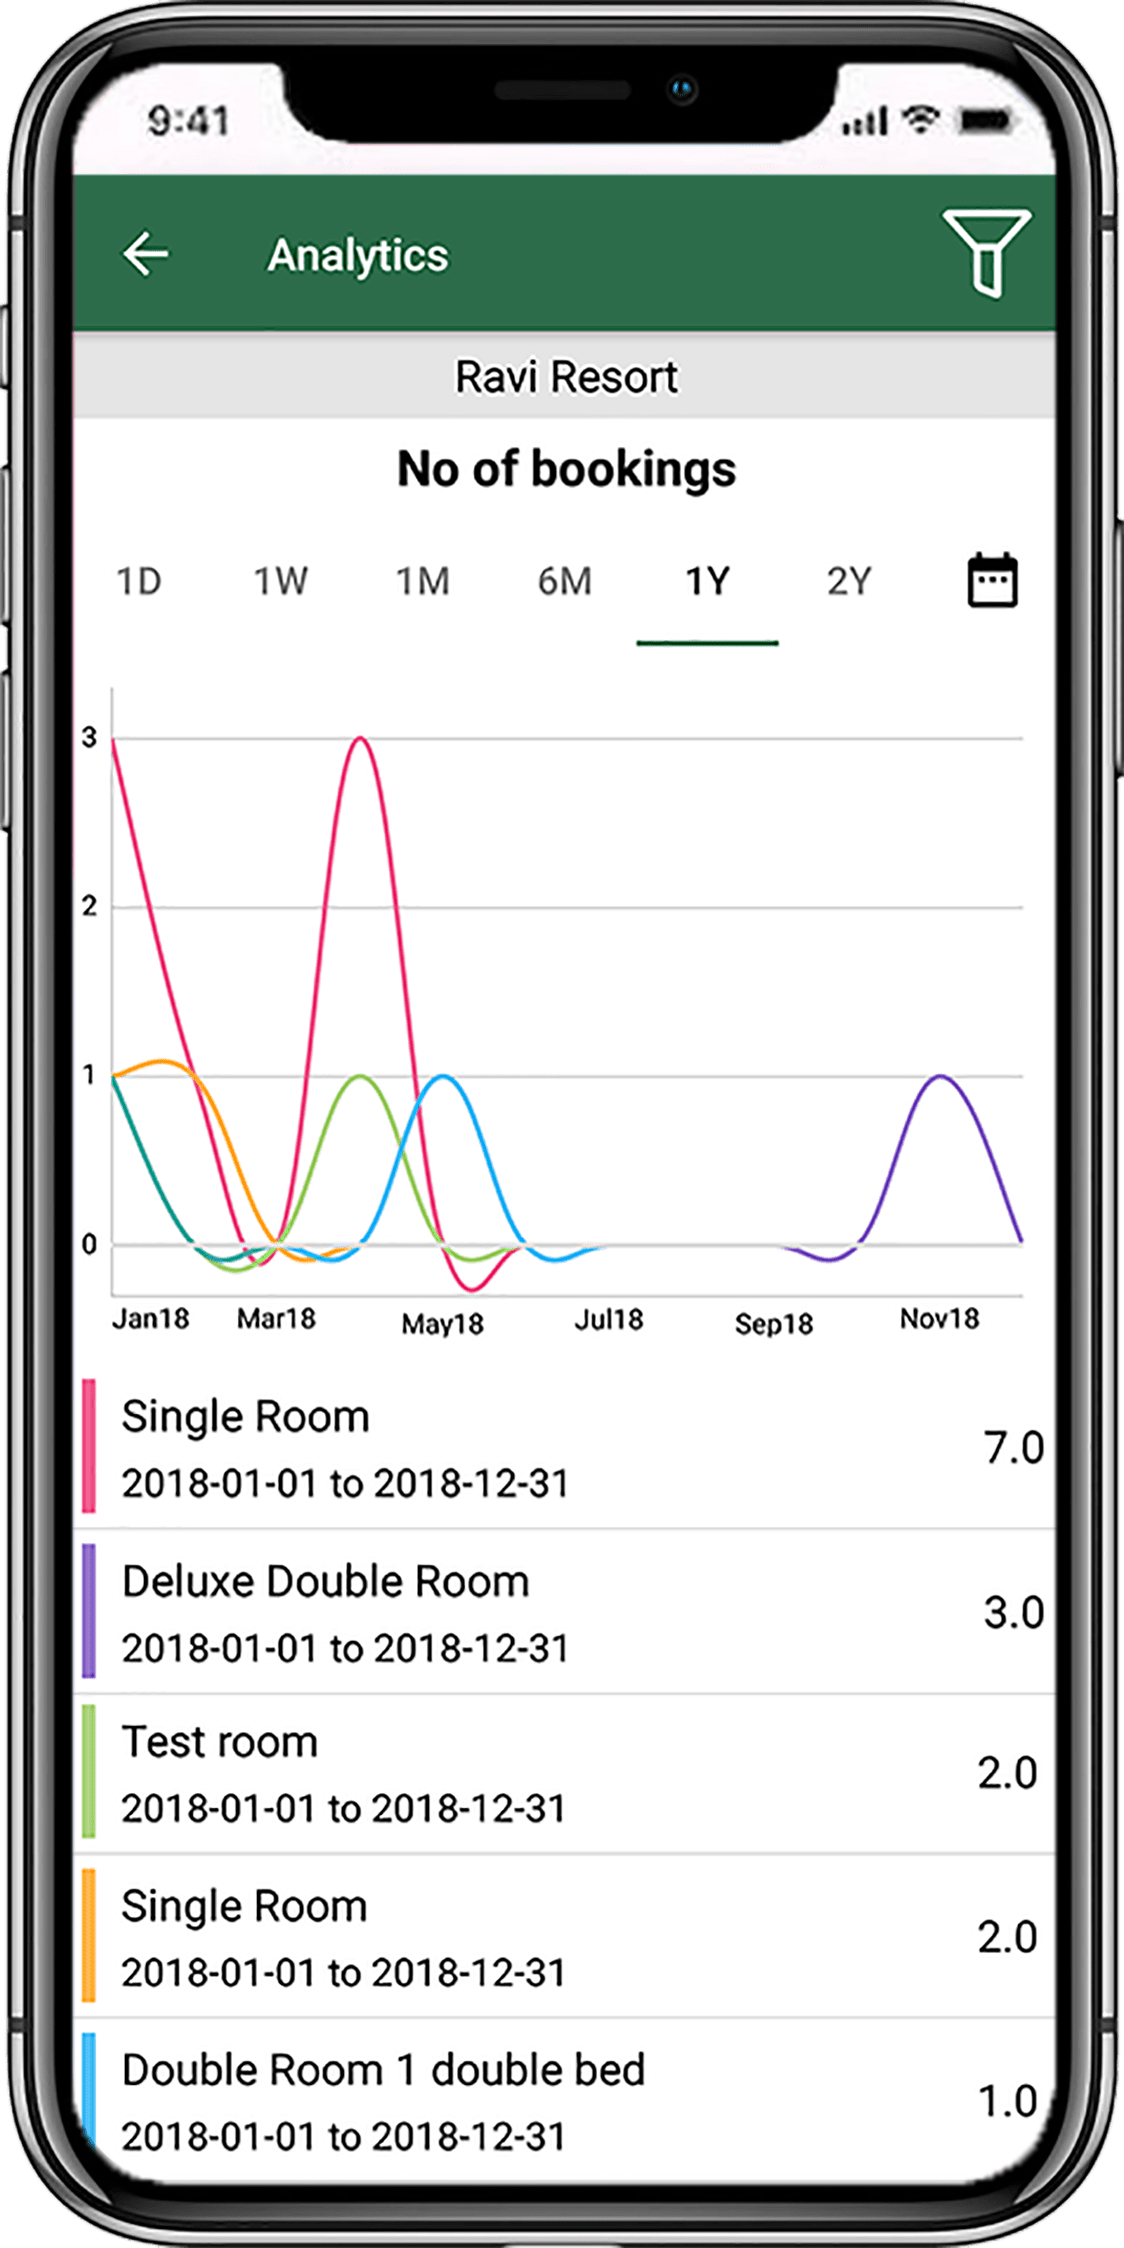 9:41
Analytics
Ravi Resort
No of bookings
1D 1W 1M 6M 1Y 2Y
3
2
1
0
Jan18 Mar18 May18 Jul18 Sep18 Nov18
Single Room
2018-01-01 to 2018-12-31
7.0
Deluxe Double Room
2018-01-01 to 2018-12-31
3.0
Test room
2018-01-01 to 2018-12-31
2.0
Single Room
2018-01-01 to 2018-12-31
2.0
Double Room 1 double bed
2018-01-01 to 2018-12-31
1.0